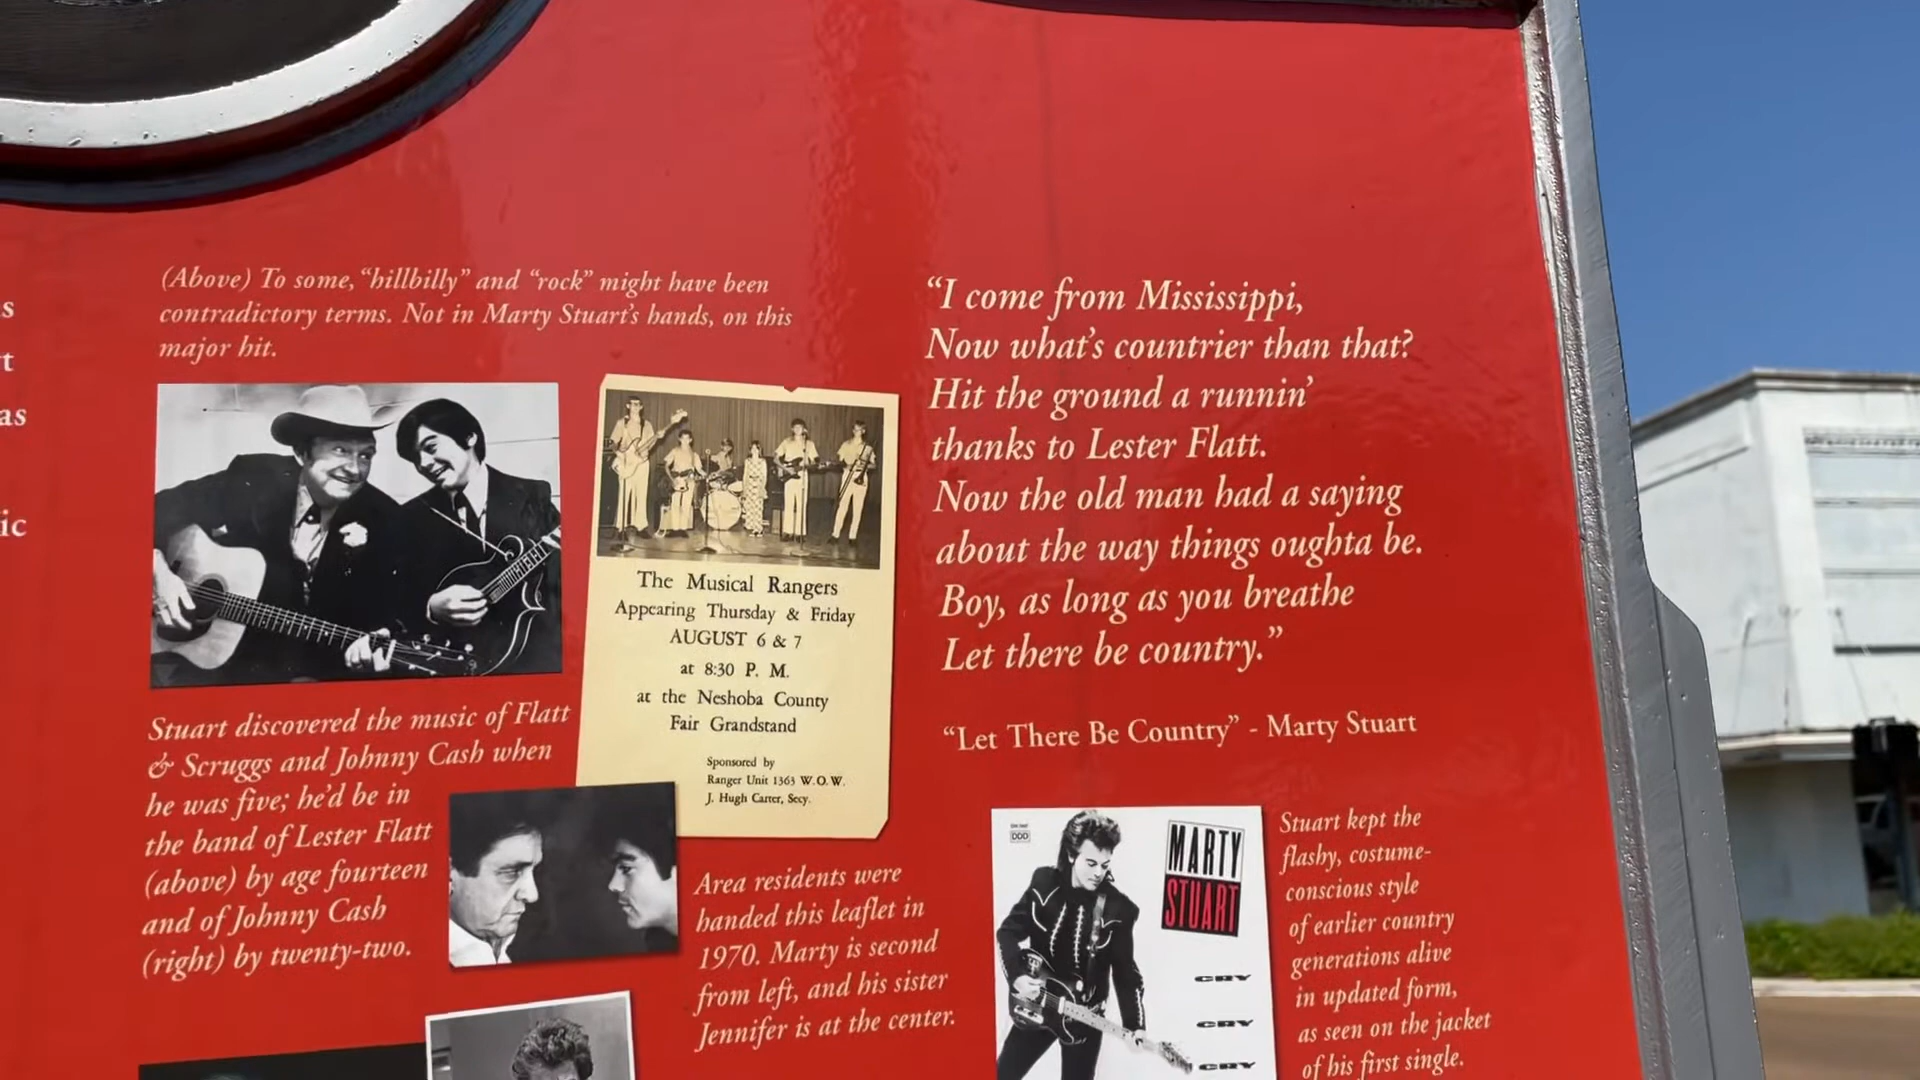 s
rt
as
ic
(Above) To some, “hillbilly” and “rock” might have been
contradictory terms. Not in Marty Stuart’s hands, on this
major hit.
The Musical Rangers
Appearing Thursday & Friday
AUGUST 6 & 7
at 8:30 P. M.
at the Neshoba County
Fair Grandstand
Sponsored by
Ranger Unit 1363 W.O.W.
J. Hugh Carter, Secy.
Stuart discovered the music of Flatt
& Scruggs and Johnny Cash when
he was five; he’d be in
the band of Lester Flatt
(above) by age fourteen
and of Johnny Cash
(right) by twenty-two.
Area residents were
handed this leaflet in
1970. Marty is second
from left, and his sister
Jennifer is at the center.
“I come from Mississippi,
Now what’s countrier than that?
Hit the ground a runnin’
thanks to Lester Flatt.
Now the old man had a saying
about the way things oughta be.
Boy, as long as you breathe
Let there be country.”
“Let There Be Country” - Marty Stuart
DDD
MARTY
STUART
CRY
CRY
CRY
Stuart kept the
flashy, costume-
conscious style
of earlier country
generations alive
in updated form,
as seen on the jacket
of his first single.